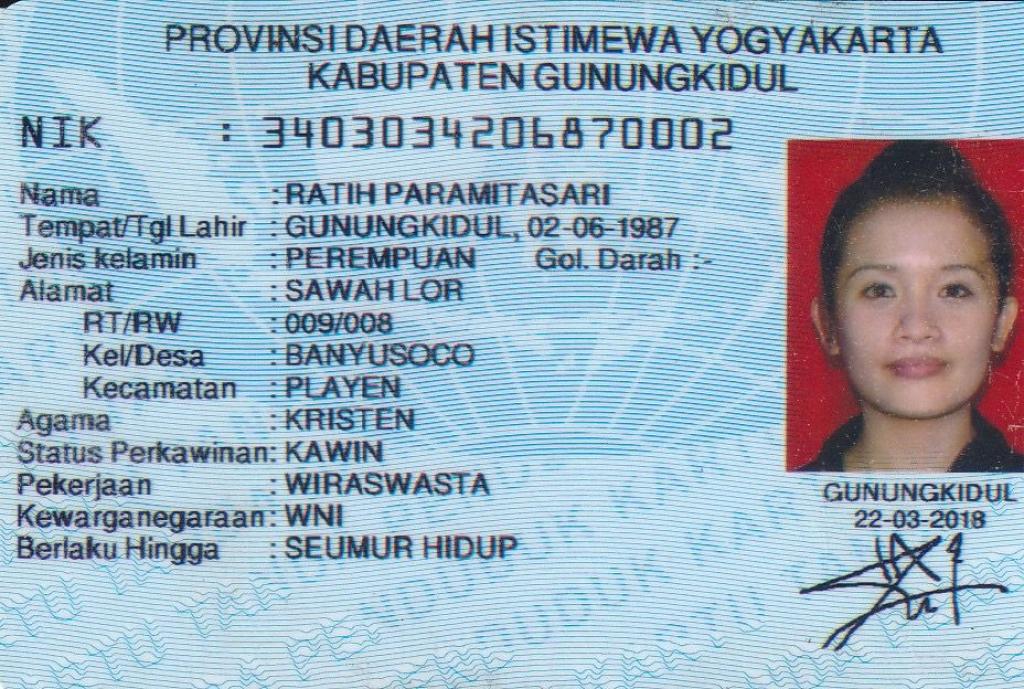 PROVINSI DAERAH ISTIMEWA YOGYAKARTA
KABUPATEN GUNUNGKIDUL
NIK : 3403034206870002
Nama : RATIH PARAMITASARI
Tempat/Tgl Lahir : GUNUNGKIDUL, 02-06-1987
Jenis kelamin : PEREMPUAN Gol. Darah :-
Alamat : SAWAH LOR
RT/RW : 009/008
Kel/Desa : BANYUSOCO
Kecamatan : PLAYEN
Agama : KRISTEN
Status Perkawinan: KAWIN
Pekerjaan : WIRASWASTA
Kewarganegaraan: WNI
Berlaku Hingga : SEUMUR HIDUP
GUNUNGKIDUL
22-03-2018